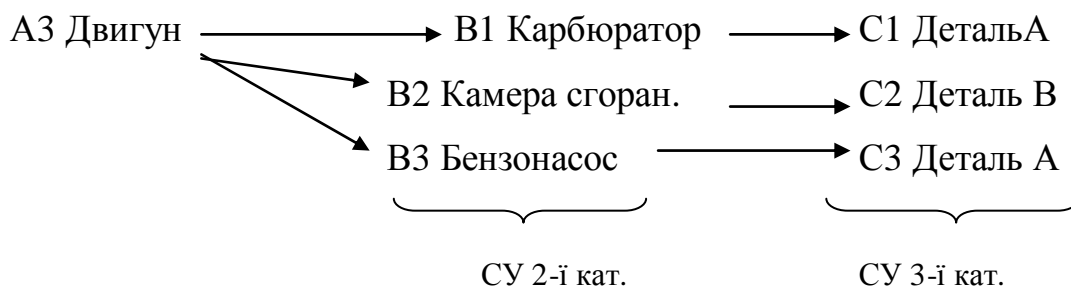 А3 Двигун В1 Карбюратор С1 ДетальА
В2 Камера сгоран. С2 Деталь В
В3 Бензонасос С3 Деталь А
СУ 2-ї кат. СУ 3-ї кат.